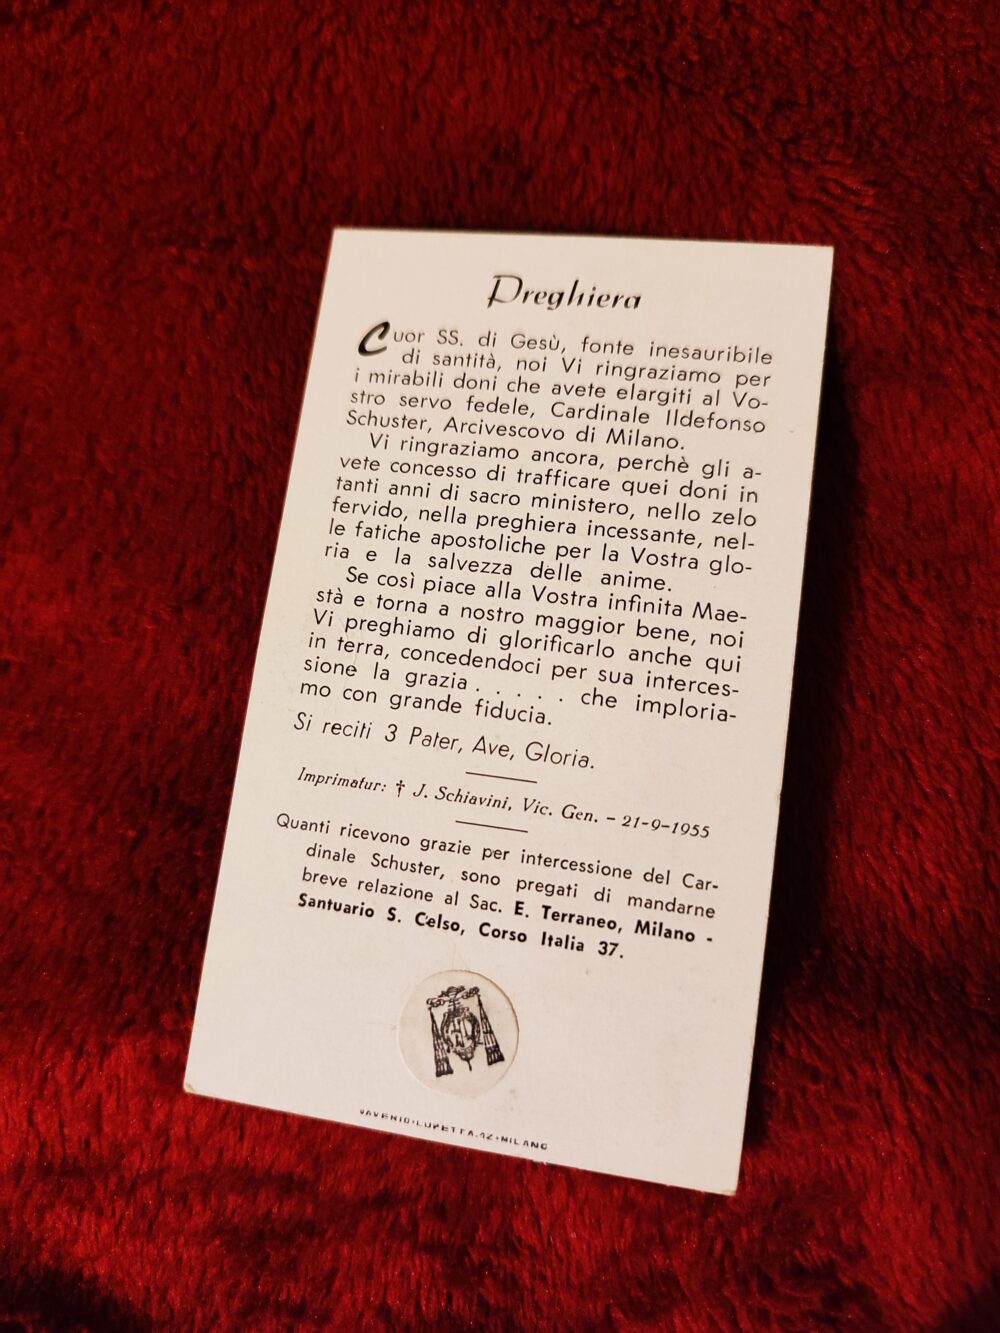 Preghiera
Cuor SS. di Gesù, fonte inesauribile
di santità, noi Vi ringraziamo per
i mirabili doni che avete elargiti al Vo-
stro servo fedele, Cardinale Ildefonso
Schuster, Arcivescovo di Milano.
Vi ringraziamo ancora, perchè gli a-
vete concesso di trafficare quei doni in
tanti anni di sacro ministero, nello zelo
fervido, nella preghiera incessante, nel-
le fatiche apostoliche per la Vostra glo-
ria e la salvezza delle anime.
Se così piace alla Vostra infinita Mae-
stà e torna a nostro maggior bene, noi
Vi preghiamo di glorificarlo anche qui
in terra, concedendoci per sua interces-
sione la grazia . . . . . che imploria-
mo con grande fiducia.
Si reciti 3 Pater, Ave, Gloria.
Imprimatur: † J. Schiavini, Vic. Gen. - 21-9-1955
Quanti ricevono grazie per intercessione del Car-
dinale Schuster, sono pregati di mandarne
breve relazione al Sac. E. Terraneo, Milano -
Santuario S. Celso, Corso Italia 37.
LUPETTA.12·MILANO